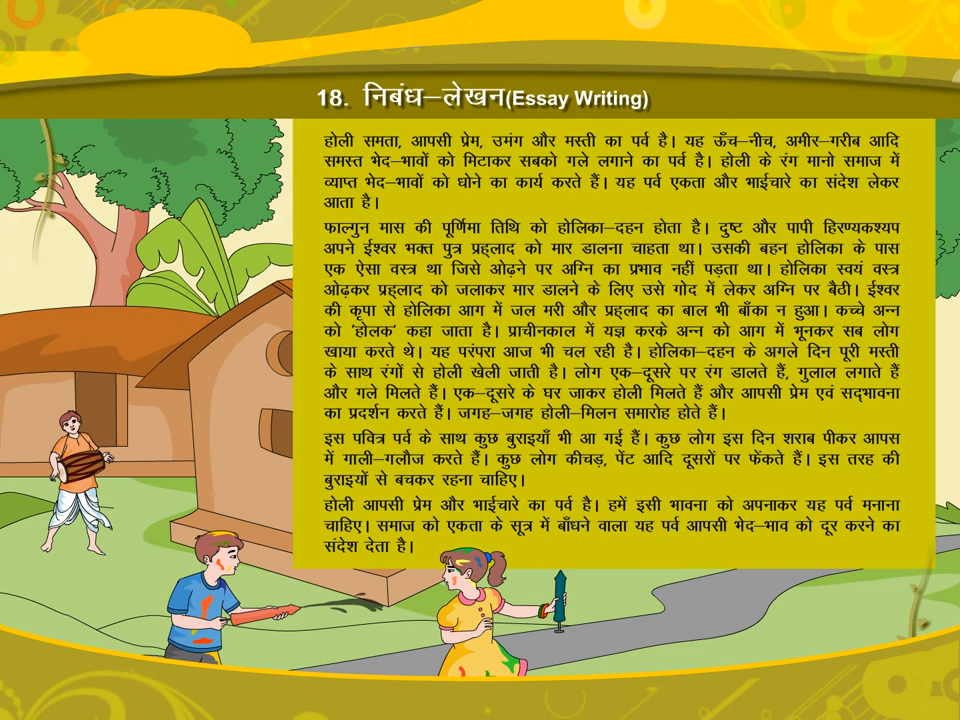 18. निबंध–लेखन(Essay Writing)
होली समता, आपसी प्रेम, उमंग और मस्ती का पर्व है। यह ऊँच–नीच, अमीर–गरीब आदि
समस्त भेद–भावों को मिटाकर सबको गले लगाने का पर्व है। होली के रंग मानो समाज में
व्याप्त भेद–भावों को धोने का कार्य करते हैं। यह पर्व एकता और भाईचारे का संदेश लेकर
आता है।
फाल्गुन मास की पूर्णिमा तिथि को होलिका–दहन होता है। दुष्ट और पापी हिरण्यकश्यप
अपने ईश्वर भक्त पुत्र प्रह्लाद को मार डालना चाहता था। उसकी बहन होलिका के पास
एक ऐसा वस्त्र था जिसे ओढ़ने पर अग्नि का प्रभाव नहीं पड़ता था। होलिका स्वयं वस्त्र
ओढ़कर प्रह्लाद को जलाकर मार डालने के लिए उसे गोद में लेकर अग्नि पर बैठी। ईश्वर
की कृपा से होलिका आग में जल मरी और प्रह्लाद का बाल भी बाँका न हुआ। कच्चे अन्न
को ‘होलक’ कहा जाता है। प्राचीनकाल में यज्ञ करके अन्न को आग में भूनकर सब लोग
खाया करते थे। यह परंपरा आज भी चल रही है। होलिका–दहन के अगले दिन पूरी मस्ती
के साथ रंगों से होली खेली जाती है। लोग एक–दूसरे पर रंग डालते हैं, गुलाल लगाते हैं
और गले मिलते हैं। एक–दूसरे के घर जाकर होली मिलते हैं और आपसी प्रेम एवं सद्भावना
का प्रदर्शन करते हैं। जगह–जगह होली–मिलन समारोह होते हैं।
इस पवित्र पर्व के साथ कुछ बुराइयाँ भी आ गई हैं। कुछ लोग इस दिन शराब पीकर आपस
में गाली–गलौज करते हैं। कुछ लोग कीचड़, पेंट आदि दूसरों पर फेंकते हैं। इस तरह की
बुराइयों से बचकर रहना चाहिए।
होली आपसी प्रेम और भाईचारे का पर्व है। हमें इसी भावना को अपनाकर यह पर्व मनाना
चाहिए। समाज को एकता के सूत्र में बाँधने वाला यह पर्व आपसी भेद–भाव को दूर करने का
संदेश देता है।